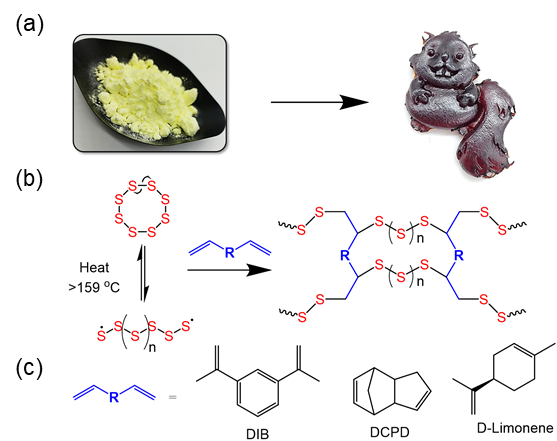 (a)
(b)
S S
S S
S S
S S
Heat
>159 °C
S S S S S S
n
R
S S S S S S S
n
R R
S S S S S S S
n
(c)
R =
DIB
DCPD
D-Limonene